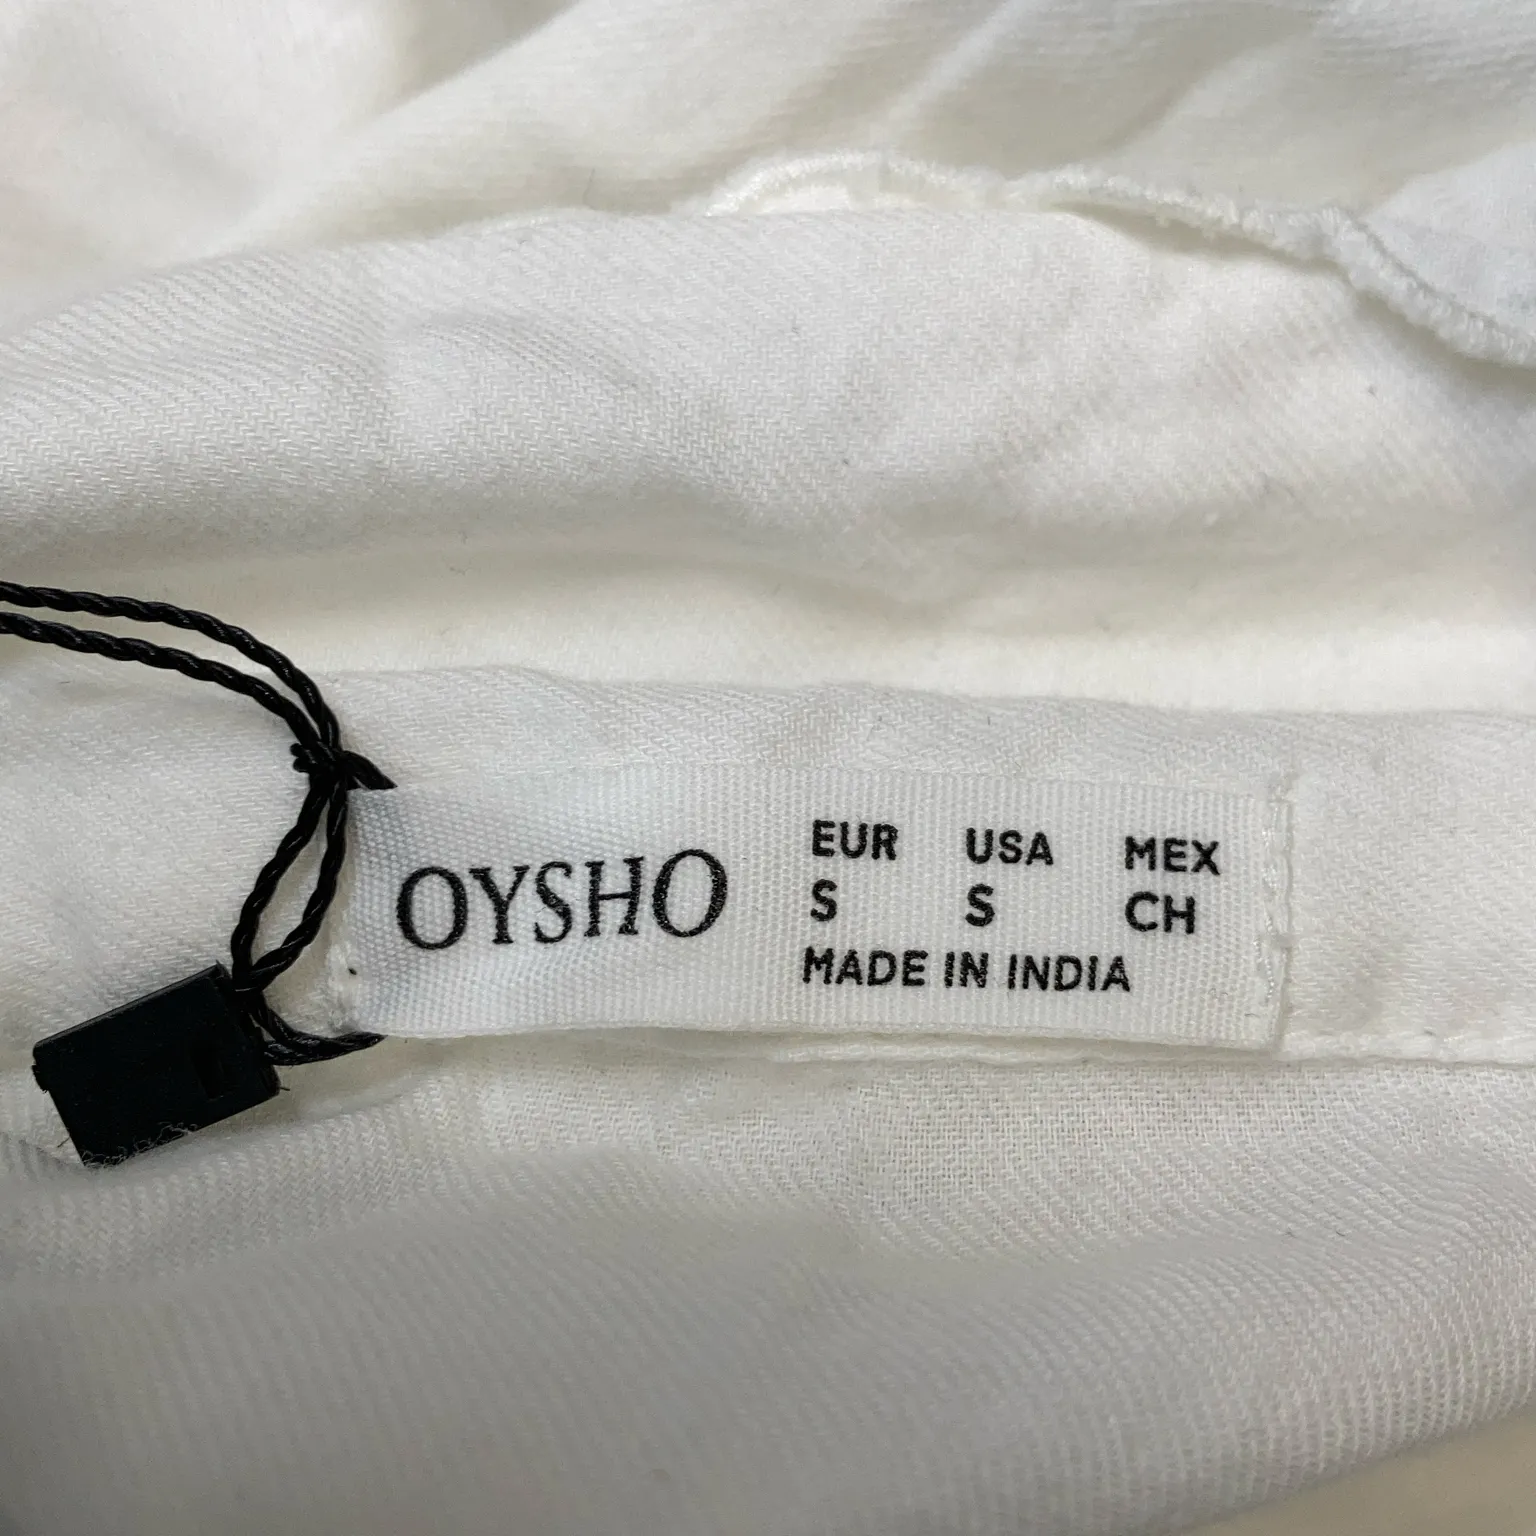 OYSHO
EUR USA MEX
S S CH
MADE IN INDIA